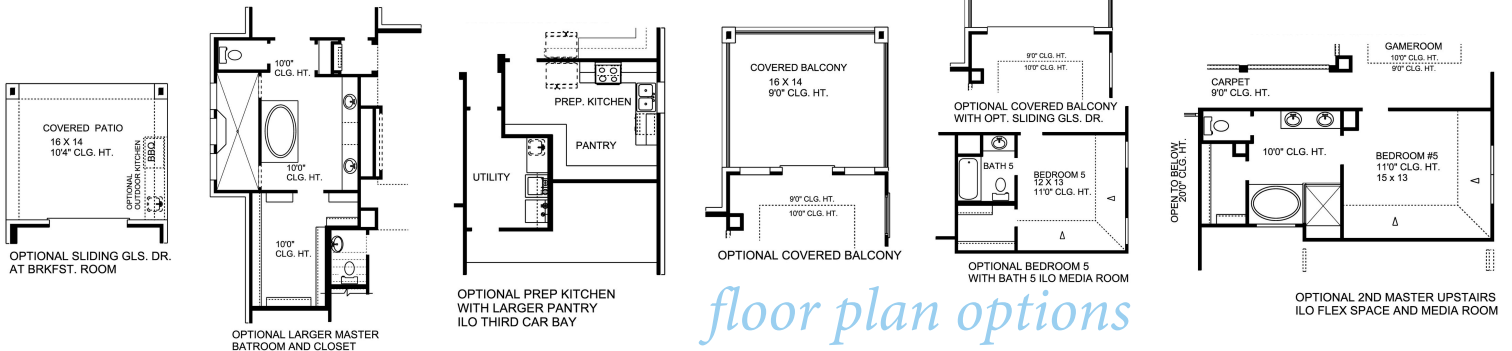 COVERED PATIO
16 X 14
10'4" CLG. HT.
OPTIONAL
OUTDOOR KITCHEN
BBQ
OPTIONAL SLIDING GLS. DR.
AT BRKFST. ROOM
10'0"
CLG. HT.
10'0"
CLG. HT.
10'0"
CLG. HT.
OPTIONAL LARGER MASTER
BATROOM AND CLOSET
PREP. KITCHEN
PANTRY
UTILITY
OPTIONAL PREP KITCHEN
WITH LARGER PANTRY
ILO THIRD CAR BAY
COVERED BALCONY
16 X 14
9'0" CLG. HT.
9'0" CLG. HT.
10'0" CLG. HT.
OPTIONAL COVERED BALCONY
9'0" CLG. HT.
10'0" CLG. HT.
OPTIONAL COVERED BALCONY
WITH OPT. SLIDING GLS. DR.
BATH 5
BEDROOM 5
12 X 13
11'0" CLG. HT.
OPTIONAL BEDROOM 5
WITH BATH 5 ILO MEDIA ROOM
floor plan options
GAMEROOM
10'0" CLG. HT.
9'0" CLG. HT.
CARPET
9'0" CLG. HT.
OPEN TO BELOW
20'0" CLG. HT.
10'0" CLG. HT.
BEDROOM #5
11'0" CLG. HT.
15 x 13
OPTIONAL 2ND MASTER UPSTAIRS
ILO FLEX SPACE AND MEDIA ROOM